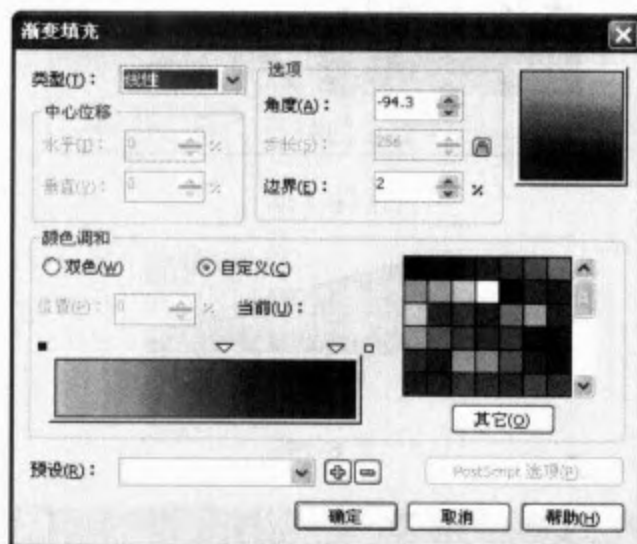 渐变填充
类型(T): 线性
选项
角度(A): -94.3
中心位移
水平(I): 0 %
步长(S): 256
垂直(V): 0 %
边界(E): 2 %
颜色调和
双色(W) 自定义(C)
位置(P): 0 % 当前(U):
其它(O)
预设(R):
PostScript 选项(P)
确定 取消 帮助(H)